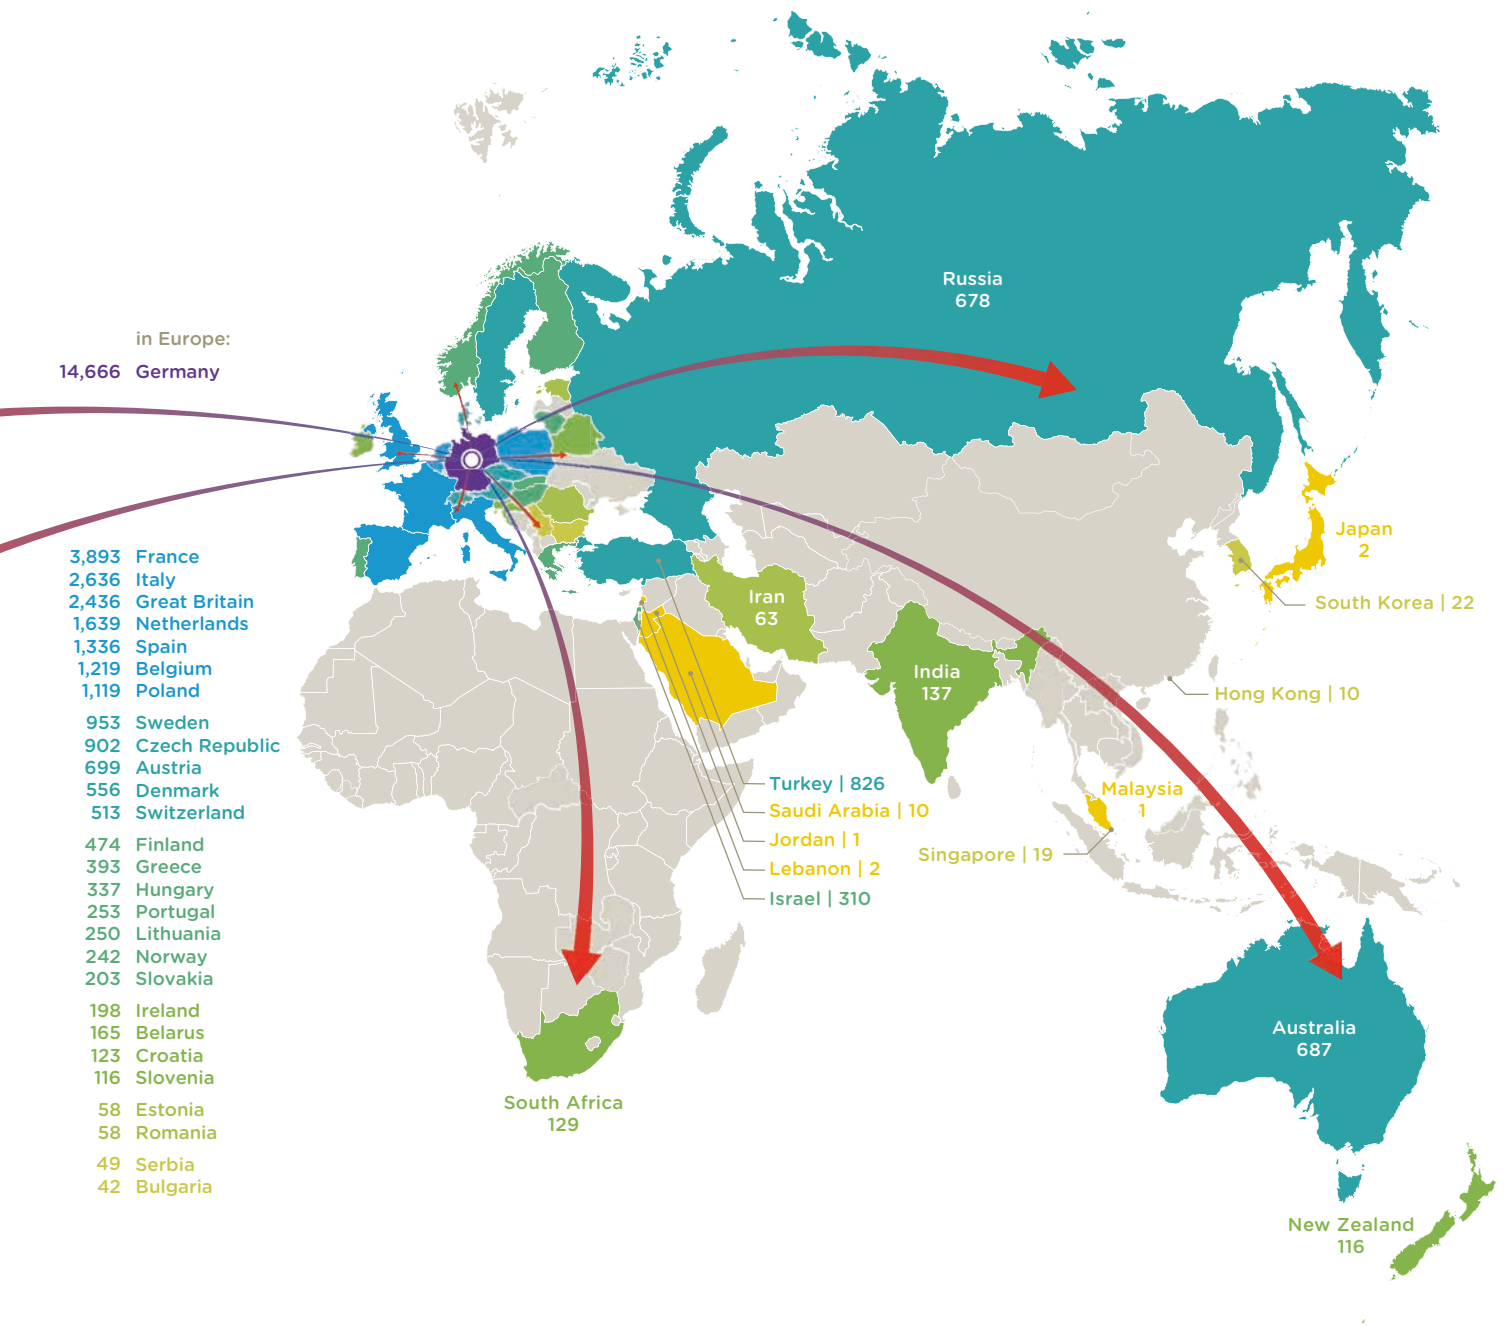 in Europe:
14,666 Germany
3,893 France
2,636 Italy
2,436 Great Britain
1,639 Netherlands
1,336 Spain
1,219 Belgium
1,119 Poland
953 Sweden
902 Czech Republic
699 Austria
556 Denmark
513 Switzerland
474 Finland
393 Greece
337 Hungary
253 Portugal
250 Lithuania
242 Norway
203 Slovakia
198 Ireland
165 Belarus
123 Croatia
116 Slovenia
58 Estonia
58 Romania
49 Serbia
42 Bulgaria
Russia
678
Japan
2
South Korea | 22
Iran
63
India
137
Hong Kong | 10
Turkey | 826
Saudi Arabia | 10
Jordan | 1
Lebanon | 2
Israel | 310
Malaysia
1
Singapore | 19
Australia
687
South Africa
129
New Zealand
116